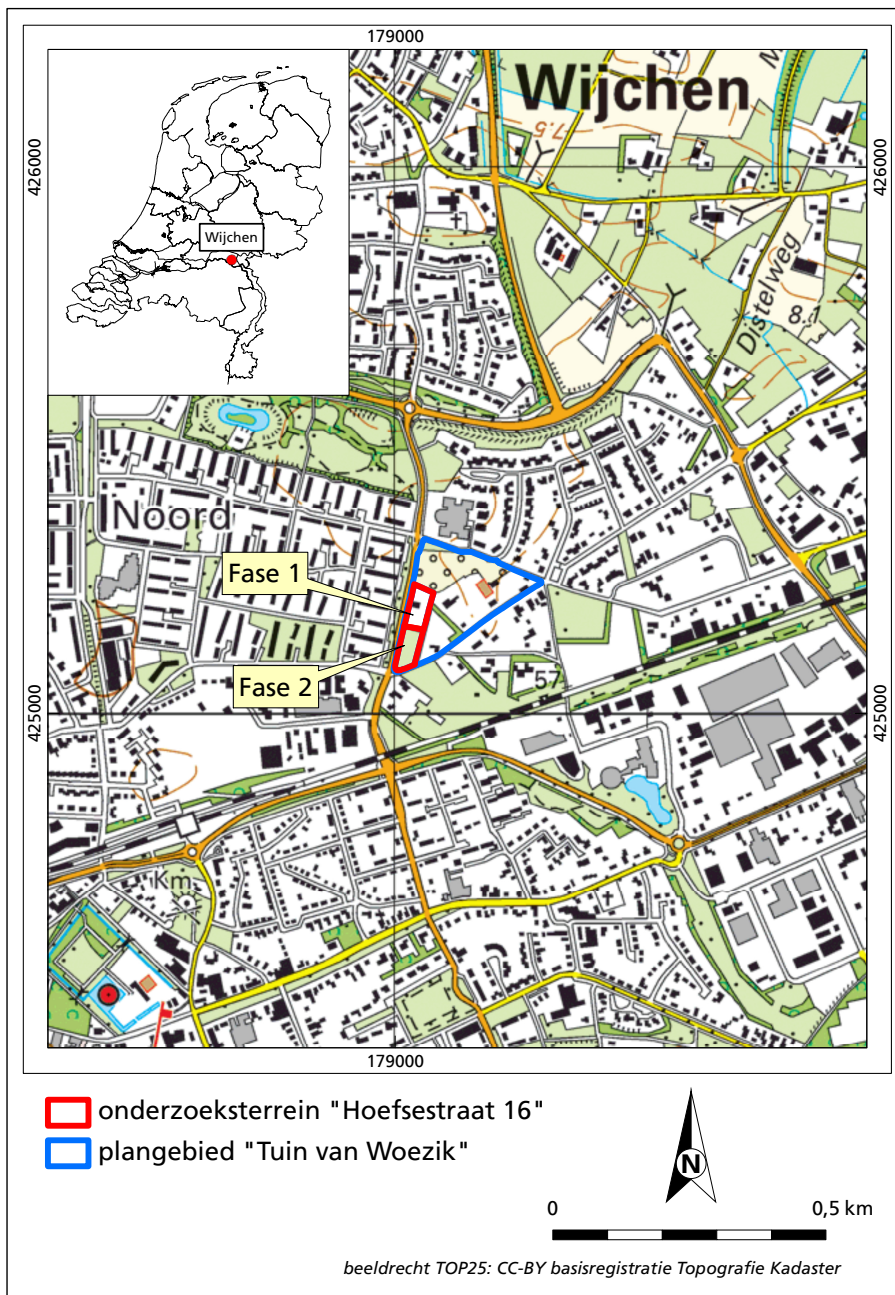 Wijchen
M
7.5
426000
426000
Wijchen
Distelweg
8.1
Noord
Fase 1
Fase 2
57
425000
425000
Km
179000
179000
onderzoeksterrein "Hoefsestraat 16"
plangebied "Tuin van Woezik"
N
0 0,5 km
beeldrecht TOP25: CC-BY basisregistratie Topografie Kadaster